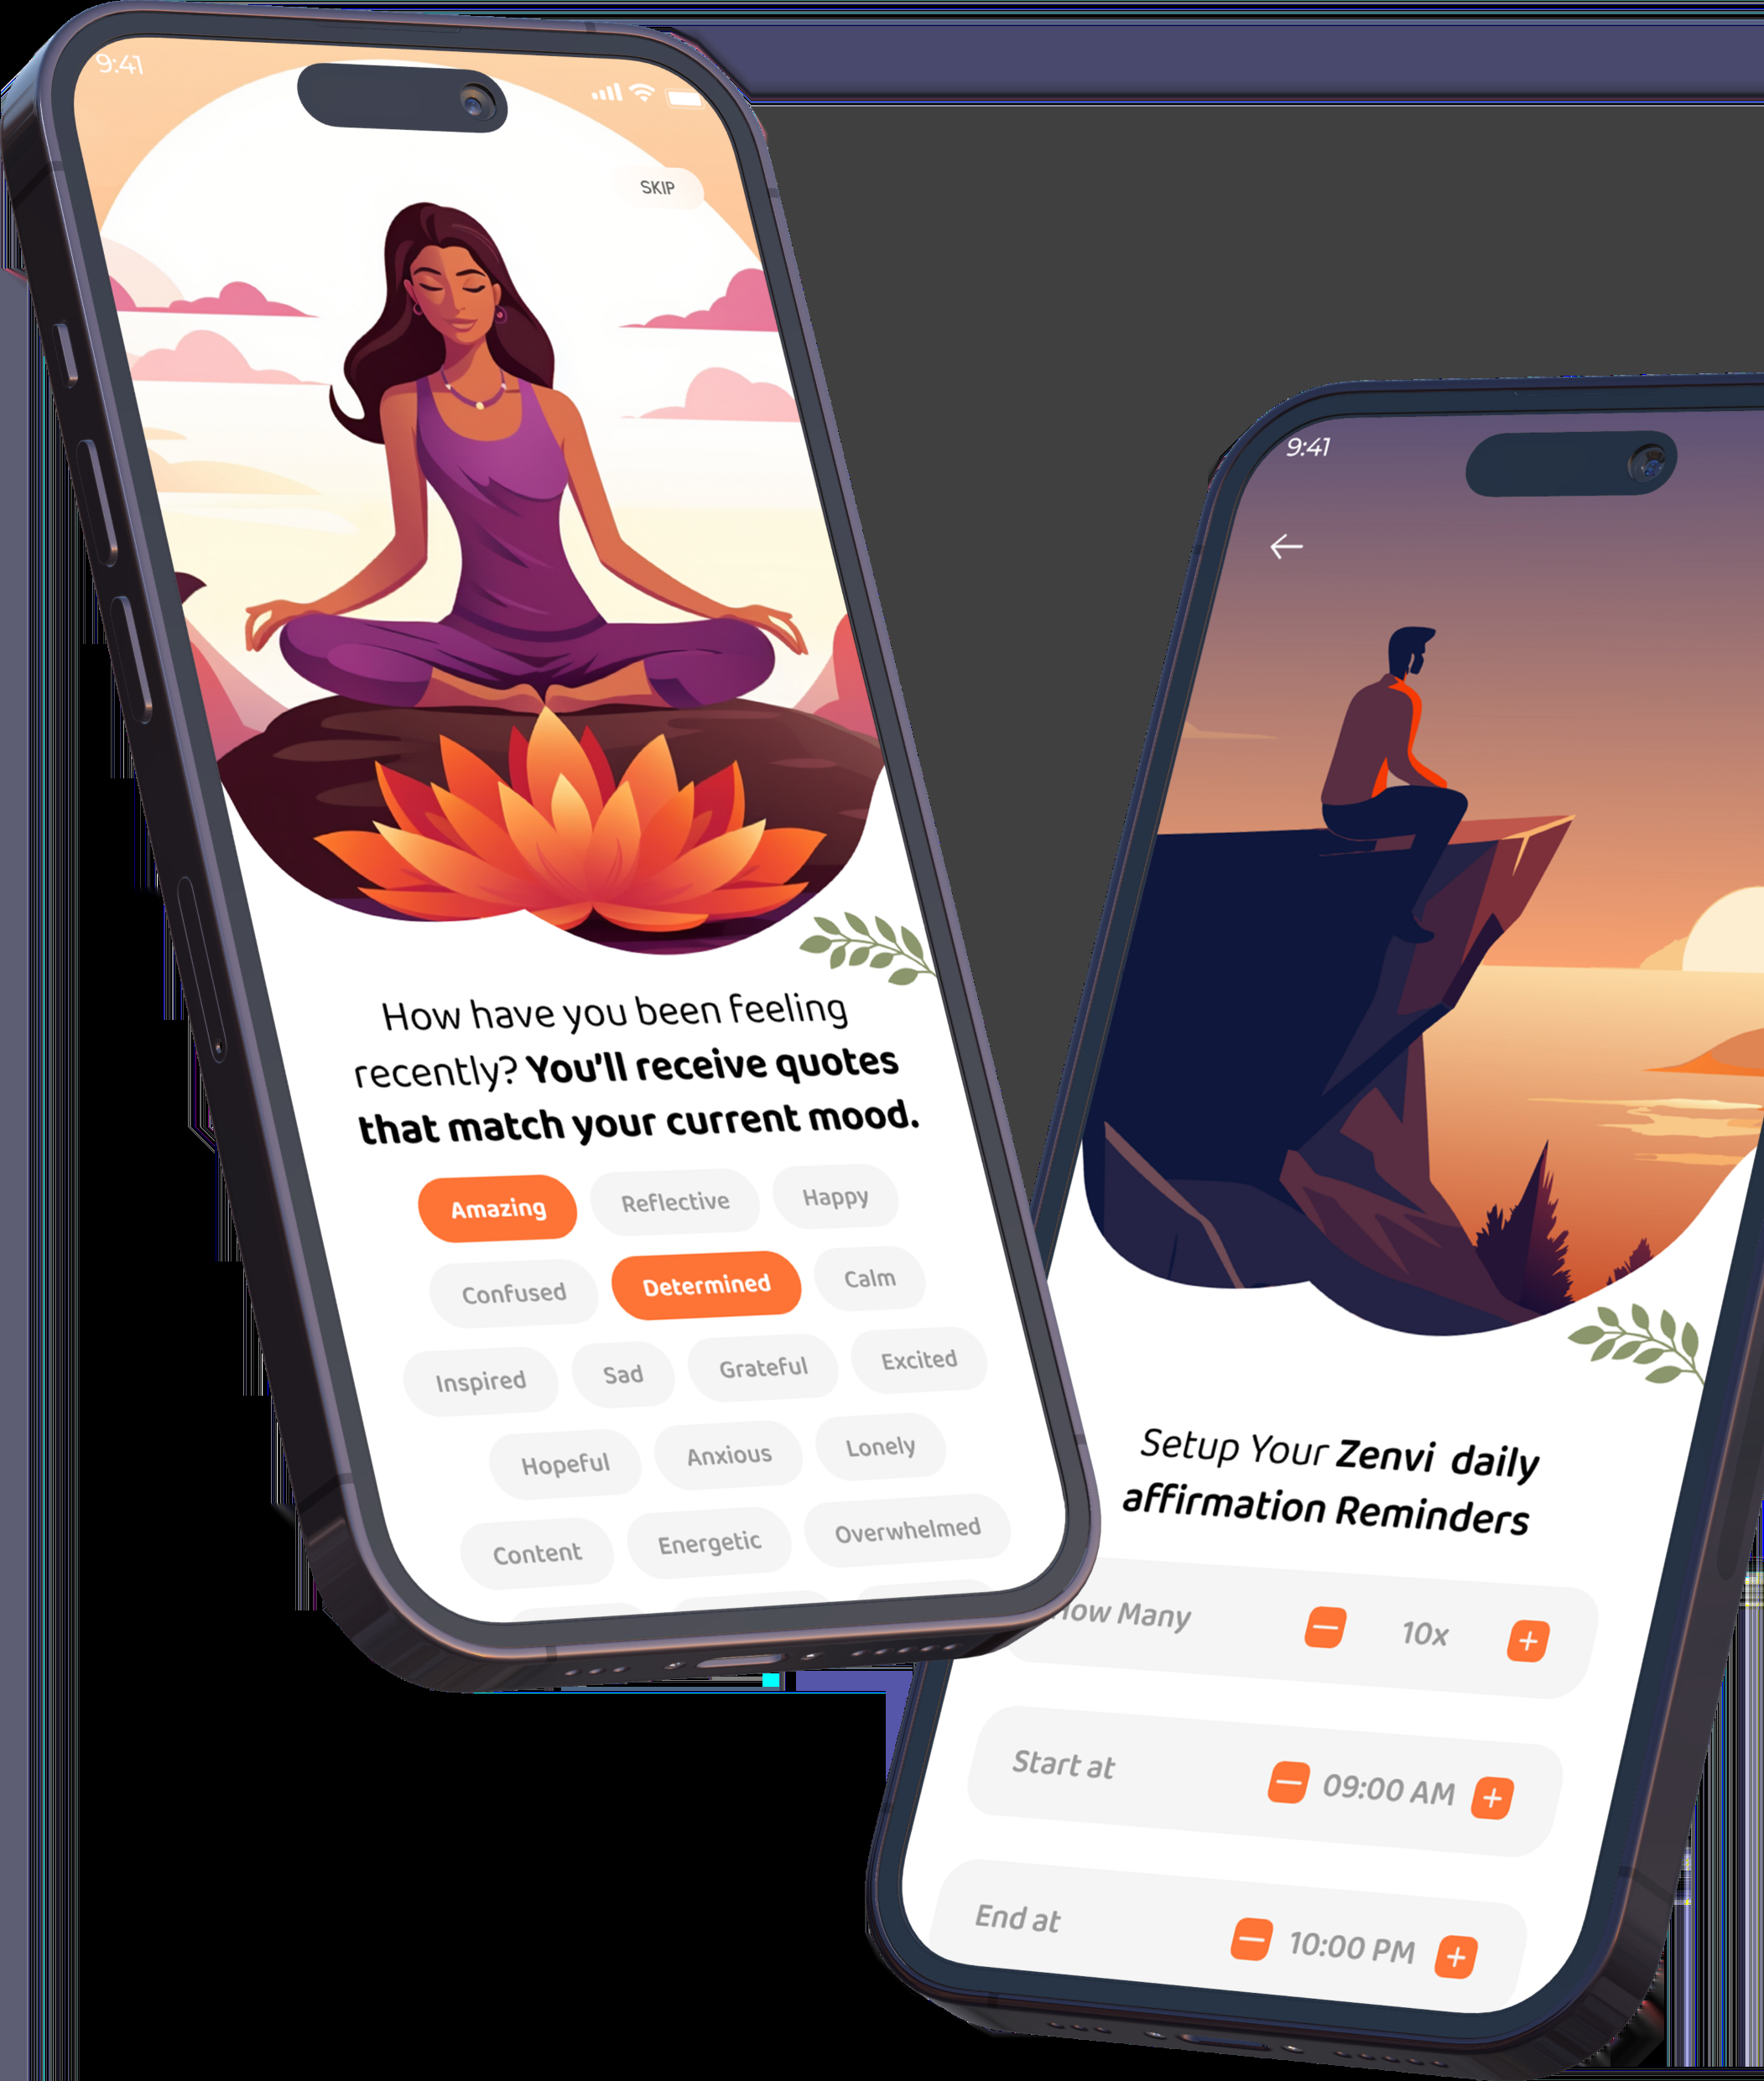 9:41
SKIP
How have you been feeling
recently? You'll receive quotes
that match your current mood.
Amazing Reflective Happy
Confused Determined Calm
Inspired Sad Grateful Excited
Hopeful Anxious Lonely
Content Energetic Overwhelmed
9:41
Setup Your Zenvi daily
affirmation Reminders
How Many 10x
Start at 09:00 AM
End at 10:00 PM